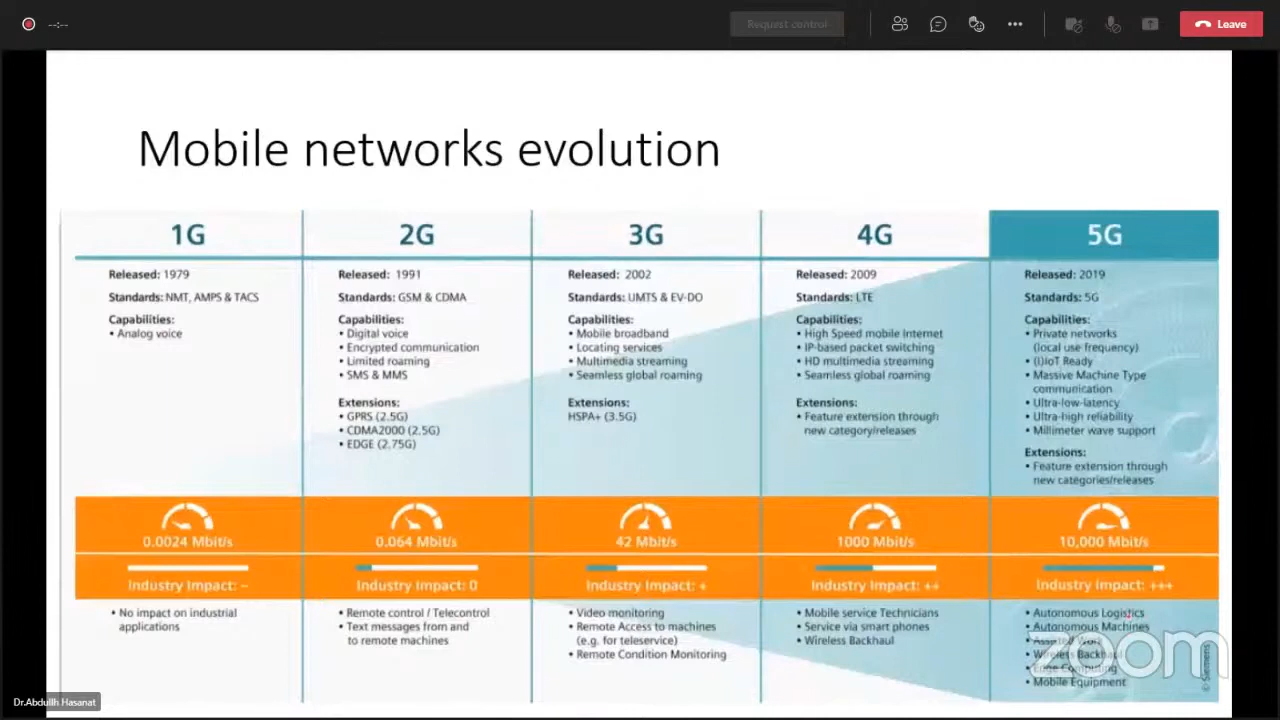 --:--
Request control
Leave
Mobile networks evolution
1G
Released: 1979
Standards: NMT, AMPS & TACS
Capabilities:
• Analog voice
0.0024 Mbit/s
Industry Impact: –
• No impact on industrial
applications
2G
Released: 1991
Standards: GSM & CDMA
Capabilities:
• Digital voice
• Encrypted communication
• Limited roaming
• SMS & MMS
Extensions:
• GPRS (2.5G)
• CDMA2000 (2.5G)
• EDGE (2.75G)
0.064 Mbit/s
Industry Impact: 0
• Remote control / Telecontrol
• Text messages from and
to remote machines
3G
Released: 2002
Standards: UMTS & EV-DO
Capabilities:
• Mobile broadband
• Locating services
• Multimedia streaming
• Seamless global roaming
Extensions:
HSPA+ (3.5G)
42 Mbit/s
Industry Impact: +
• Video monitoring
• Remote Access to machines
(e.g. for teleservice)
• Remote Condition Monitoring
4G
Released: 2009
Standards: LTE
Capabilities:
• High Speed mobile Internet
• IP-based packet switching
• HD multimedia streaming
• Seamless global roaming
Extensions:
• Feature extension through
new category/releases
1000 Mbit/s
Industry Impact: ++
• Mobile service Technicians
• Service via smart phones
• Wireless Backhaul
5G
Released: 2019
Standards: 5G
Capabilities:
• Private networks
(local use frequency)
• (I)IoT Ready
• Massive Machine Type
communication
• Ultra-low-latency
• Ultra-high reliability
• Millimeter wave support
Extensions:
• Feature extension through
new categories/releases
10,000 Mbit/s
Industry Impact: +++
• Autonomous Logistics
• Autonomous Machines
• Assisted Work
• Wireless Backhaul
• Edge Computing
• Mobile Equipment
© Siemens
zoom
Dr.Abdullh Hasanat